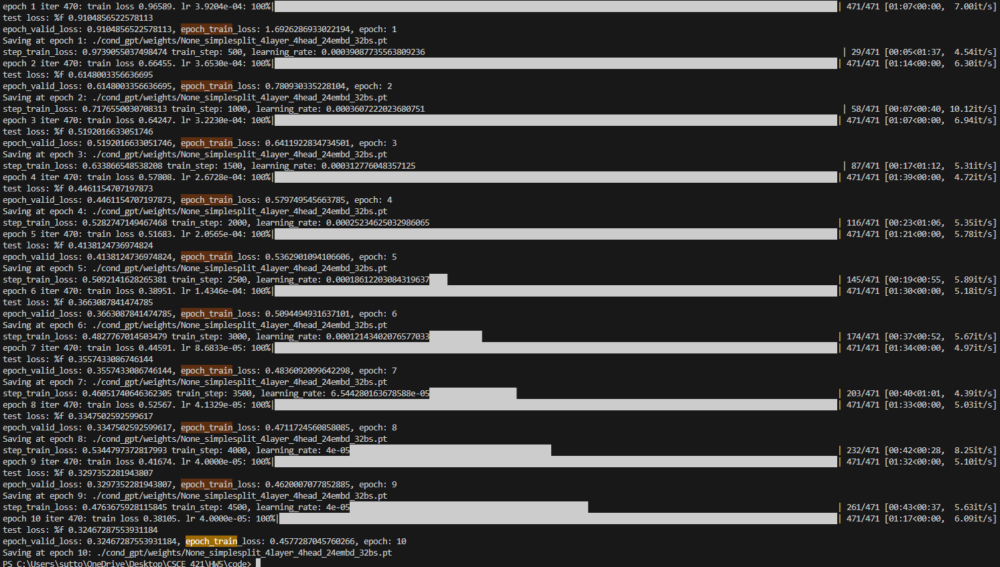 epoch 1 iter 470: train loss 0.96589. lr 3.9204e-04: 100%| | 471/471 [01:07<00:00, 7.00it/s]
test loss: %f 0.9104856522578113
epoch_valid_loss: 0.9104856522578113, epoch_train_loss: 1.6926286933022194, epoch: 1
Saving at epoch 1: ./cond_gpt/weights/None_simplesplit_4layer_4head_24embd_32bs.pt
step_train_loss: 0.9739055037498474 train_step: 500, learning_rate: 0.00039087735563809236 | 29/471 [00:05<01:37, 4.54it/s]
epoch 2 iter 470: train loss 0.66455. lr 3.6530e-04: 100%| | 471/471 [01:14<00:00, 6.30it/s]
test loss: %f 0.6148003356636695
epoch_valid_loss: 0.6148003356636695, epoch_train_loss: 0.780930335228104, epoch: 2
Saving at epoch 2: ./cond_gpt/weights/None_simplesplit_4layer_4head_24embd_32bs.pt
step_train_loss: 0.7176550030708313 train_step: 1000, learning_rate: 0.0003607222023680751 | 58/471 [00:07<00:40, 10.12it/s]
epoch 3 iter 470: train loss 0.64247. lr 3.2230e-04: 100%| | 471/471 [01:07<00:00, 6.94it/s]
test loss: %f 0.5192016633051746
epoch_valid_loss: 0.5192016633051746, epoch_train_loss: 0.6411922834734501, epoch: 3
Saving at epoch 3: ./cond_gpt/weights/None_simplesplit_4layer_4head_24embd_32bs.pt
step_train_loss: 0.633866548538208 train_step: 1500, learning_rate: 0.000312776048357125 | 87/471 [00:17<01:12, 5.31it/s]
epoch 4 iter 470: train loss 0.57808. lr 2.6728e-04: 100%| | 471/471 [01:39<00:00, 4.72it/s]
test loss: %f 0.4461154707197873
epoch_valid_loss: 0.4461154707197873, epoch_train_loss: 0.579749545663785, epoch: 4
Saving at epoch 4: ./cond_gpt/weights/None_simplesplit_4layer_4head_24embd_32bs.pt
step_train_loss: 0.5282747149467468 train_step: 2000, learning_rate: 0.00025234625032986065 | 116/471 [00:23<01:06, 5.35it/s]
epoch 5 iter 470: train loss 0.51683. lr 2.0565e-04: 100%| | 471/471 [01:21<00:00, 5.78it/s]
test loss: %f 0.4138124736974824
epoch_valid_loss: 0.4138124736974824, epoch_train_loss: 0.5362901094106606, epoch: 5
Saving at epoch 5: ./cond_gpt/weights/None_simplesplit_4layer_4head_24embd_32bs.pt
step_train_loss: 0.5092141628265381 train_step: 2500, learning_rate: 0.00018612203084319637 | 145/471 [00:19<00:55, 5.89it/s]
epoch 6 iter 470: train loss 0.38951. lr 1.4346e-04: 100%| | 471/471 [01:30<00:00, 5.18it/s]
test loss: %f 0.3663087841474785
epoch_valid_loss: 0.3663087841474785, epoch_train_loss: 0.5094494931637101, epoch: 6
Saving at epoch 6: ./cond_gpt/weights/None_simplesplit_4layer_4head_24embd_32bs.pt
step_train_loss: 0.4827767014503479 train_step: 3000, learning_rate: 0.00012143402076577033 | 174/471 [00:37<00:52, 5.67it/s]
epoch 7 iter 470: train loss 0.44591. lr 8.6833e-05: 100%| | 471/471 [01:34<00:00, 4.97it/s]
test loss: %f 0.3557433086746144
epoch_valid_loss: 0.3557433086746144, epoch_train_loss: 0.4836092099642298, epoch: 7
Saving at epoch 7: ./cond_gpt/weights/None_simplesplit_4layer_4head_24embd_32bs.pt
step_train_loss: 0.46051740646362305 train_step: 3500, learning_rate: 6.544280163678588e-05 | 203/471 [00:40<01:01, 4.39it/s]
epoch 8 iter 470: train loss 0.52567. lr 4.1329e-05: 100%| | 471/471 [01:33<00:00, 5.03it/s]
test loss: %f 0.3347502592599617
epoch_valid_loss: 0.3347502592599617, epoch_train_loss: 0.4711724560858085, epoch: 8
Saving at epoch 8: ./cond_gpt/weights/None_simplesplit_4layer_4head_24embd_32bs.pt
step_train_loss: 0.5344797372817993 train_step: 4000, learning_rate: 4e-05 | 232/471 [00:42<00:28, 8.25it/s]
epoch 9 iter 470: train loss 0.41674. lr 4.0000e-05: 100%| | 471/471 [01:32<00:00, 5.10it/s]
test loss: %f 0.3297352281943807
epoch_valid_loss: 0.3297352281943807, epoch_train_loss: 0.4620007077852885, epoch: 9
Saving at epoch 9: ./cond_gpt/weights/None_simplesplit_4layer_4head_24embd_32bs.pt
step_train_loss: 0.4763675928115845 train_step: 4500, learning_rate: 4e-05 | 261/471 [00:43<00:37, 5.63it/s]
epoch 10 iter 470: train loss 0.38105. lr 4.0000e-05: 100%| | 471/471 [01:17<00:00, 6.09it/s]
test loss: %f 0.32467287553931184
epoch_valid_loss: 0.32467287553931184, epoch_train_loss: 0.4577287045760266, epoch: 10
Saving at epoch 10: ./cond_gpt/weights/None_simplesplit_4layer_4head_24embd_32bs.pt
PS C:\Users\sutto\OneDrive\Desktop\CSCE 421\HW5\code>